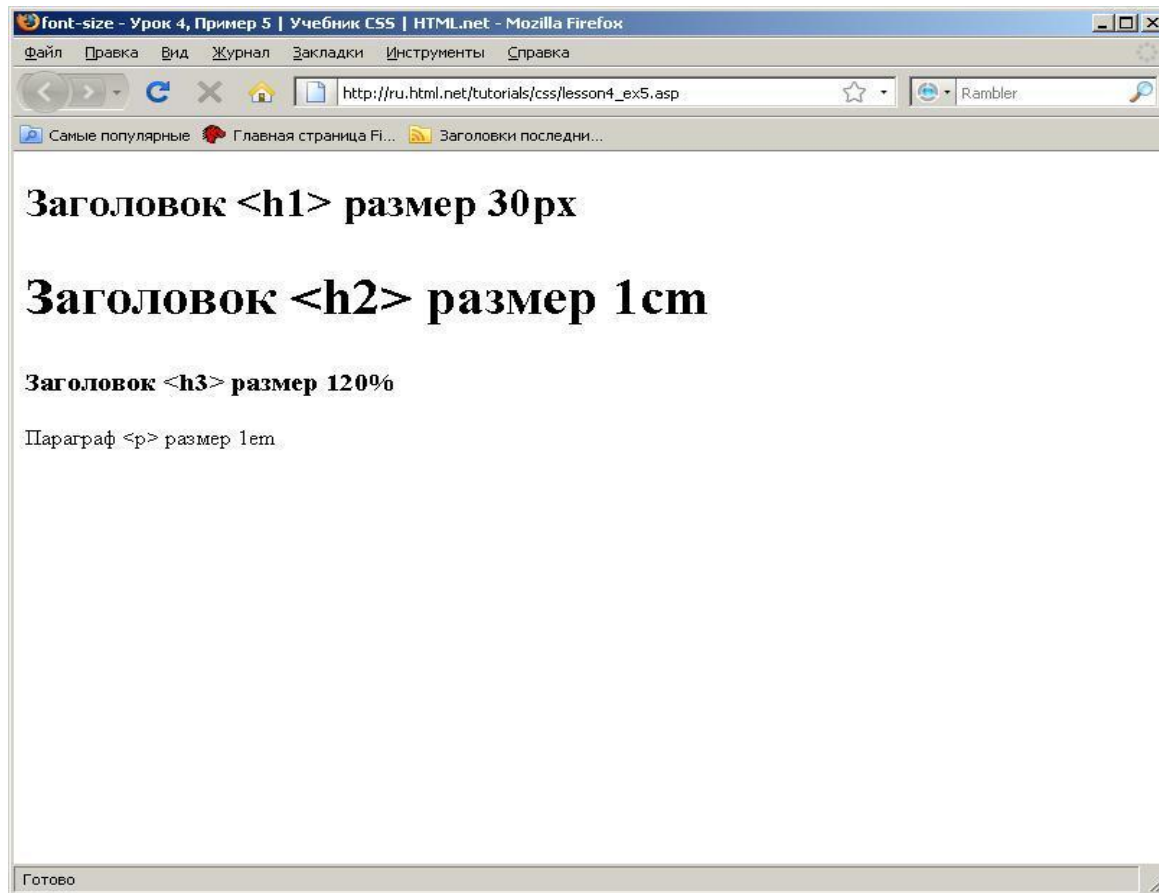 font-size - Урок 4, Пример 5 | Учебник CSS | HTML.net - Mozilla Firefox
Файл Правка Вид Журнал Закладки Инструменты Справка
http://ru.html.net/tutorials/css/lesson4_ex5.asp Rambler
Самые популярные Главная страница Fi... Заголовки последни...
Заголовок <h1> размер 30px
Заголовок <h2> размер 1cm
Заголовок <h3> размер 120%
Параграф <p> размер 1em
Готово